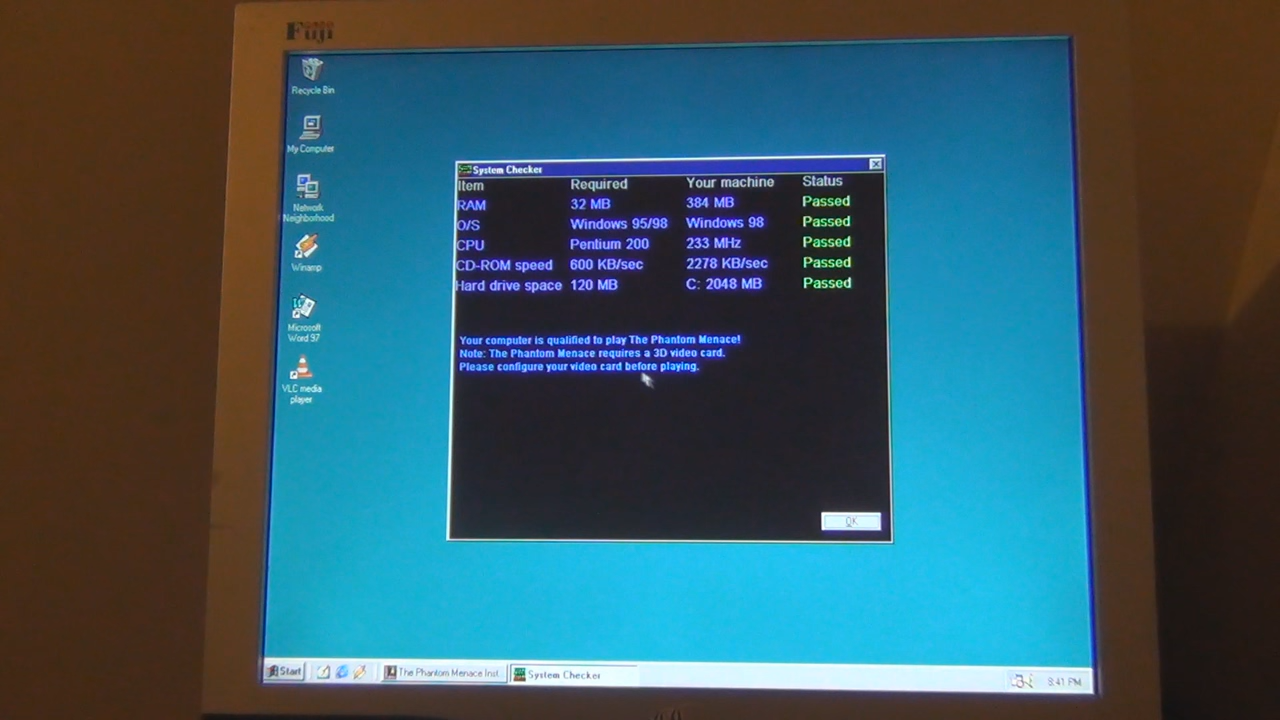 Fuji
Recycle Bin
My Computer
Network
Neighborhood
Winamp
Microsoft
Word 97
VLC media
player
System Checker
Item Required Your machine Status
RAM 32 MB 384 MB Passed
O/S Windows 95/98 Windows 98 Passed
CPU Pentium 200 233 MHz Passed
CD-ROM speed 600 KB/sec 2278 KB/sec Passed
Hard drive space 120 MB C: 2048 MB Passed
Your computer is qualified to play The Phantom Menace!
Note: The Phantom Menace requires a 3D video card.
Please configure your video card before playing.
OK
Start The Phantom Menace Inst... System Checker 8:41 PM